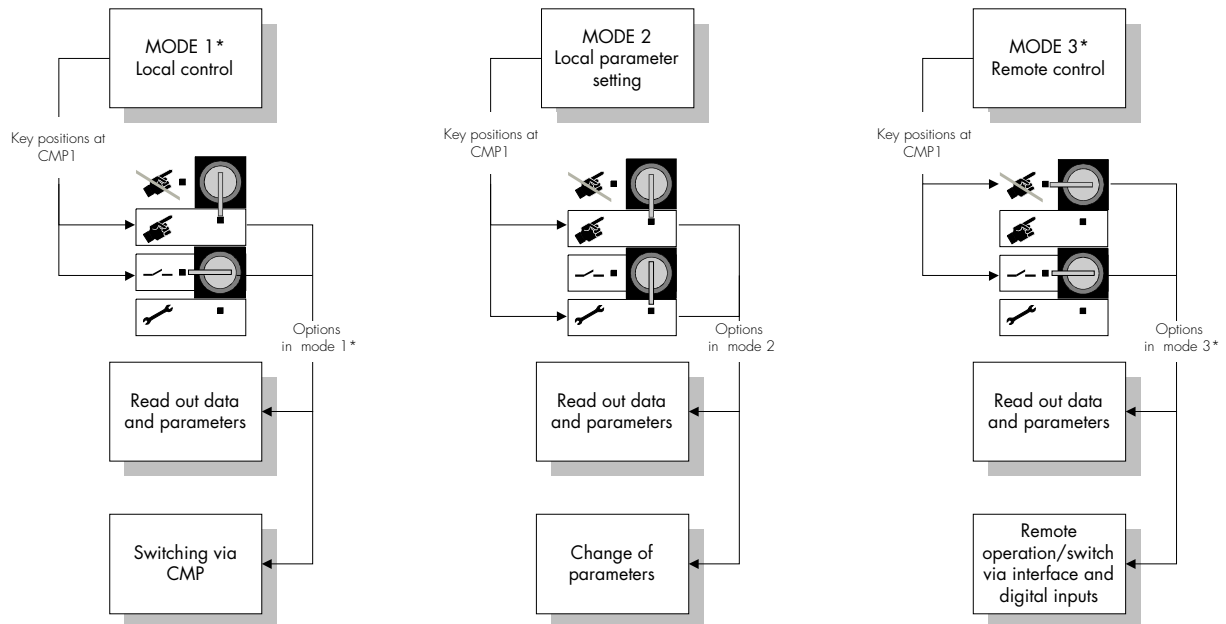 MODE 1*
Local control
Key positions at
CMP1
Options
in mode 1*
Read out data
and parameters
Switching via
CMP
MODE 2
Local parameter
setting
Key positions at
CMP1
Options
in mode 2
Read out data
and parameters
Change of
parameters
MODE 3*
Remote control
Key positions at
CMP1
Options
in mode 3*
Read out data
and parameters
Remote
operation/switch
via interface and
digital inputs